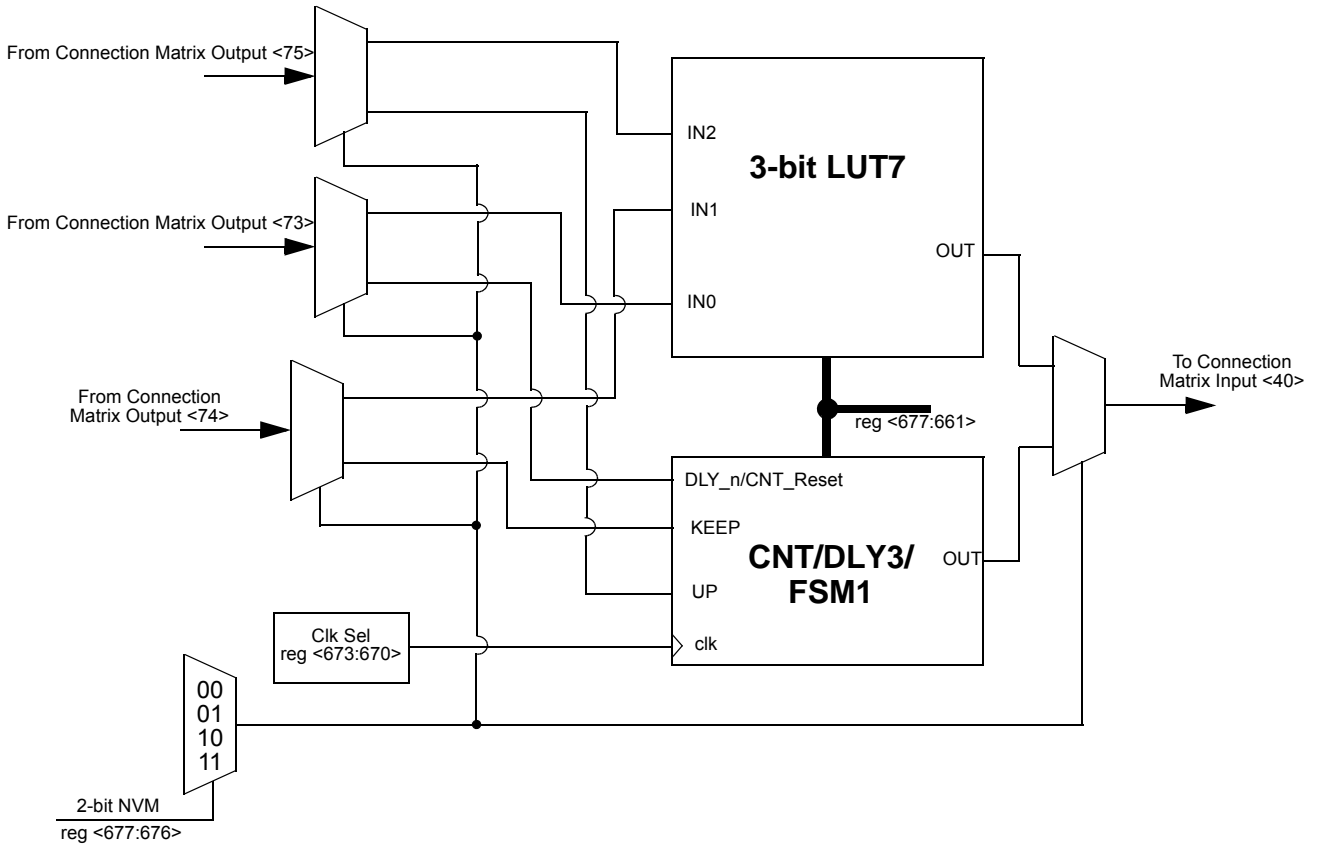 From Connection Matrix Output <75>
From Connection Matrix Output <73>
From Connection
Matrix Output <74>
IN2
3-bit LUT7
IN1
OUT
IN0
To Connection
Matrix Input <40>
reg <677:661>
DLY_n/CNT_Reset
KEEP
CNT/DLY3/
FSM1
OUT
UP
clk
Clk Sel
reg <673:670>
00
01
10
11
2-bit NVM
reg <677:676>